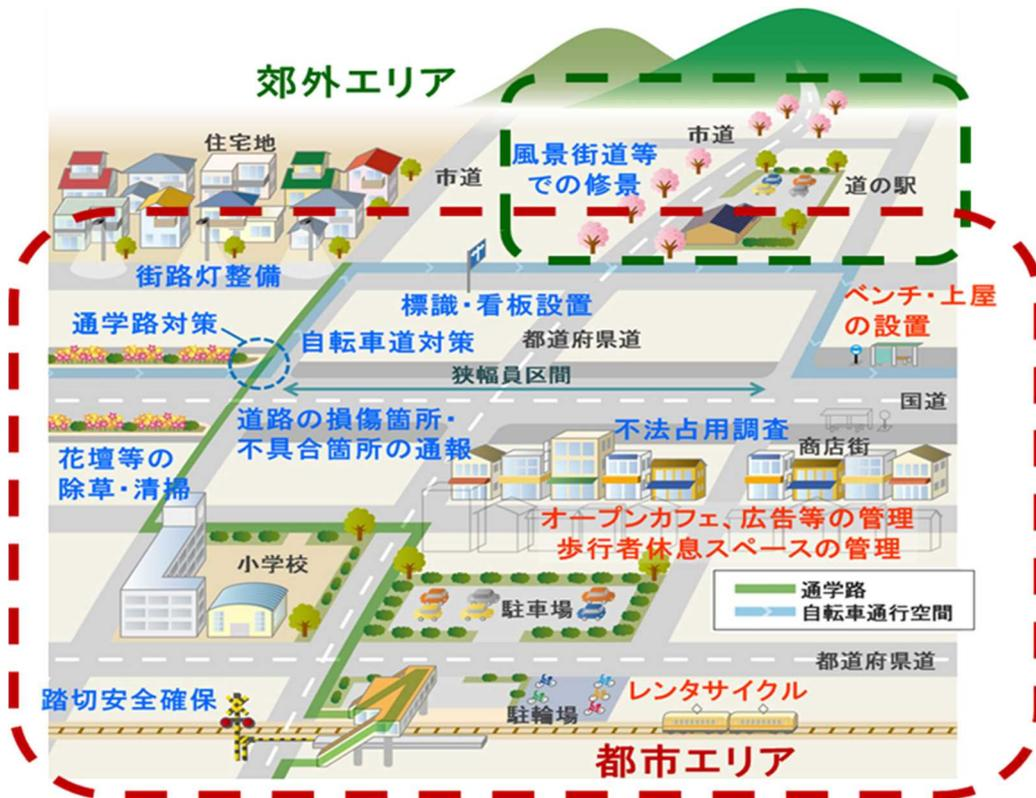 郊外エリア
住宅地
市道
市道
風景街道等
での修景
道の駅
街路灯整備
標識・看板設置
ベンチ・上屋
の設置
通学路対策
自転車道対策
都道府県道
狭幅員区間
国道
道路の損傷箇所・
不具合箇所の通報
不法占用調査
商店街
花壇等の
除草・清掃
オープンカフェ、広告等の管理
歩行者休息スペースの管理
小学校
通学路
自転車通行空間
駐車場
都道府県道
踏切安全確保
駐輪場
レンタサイクル
都市エリア